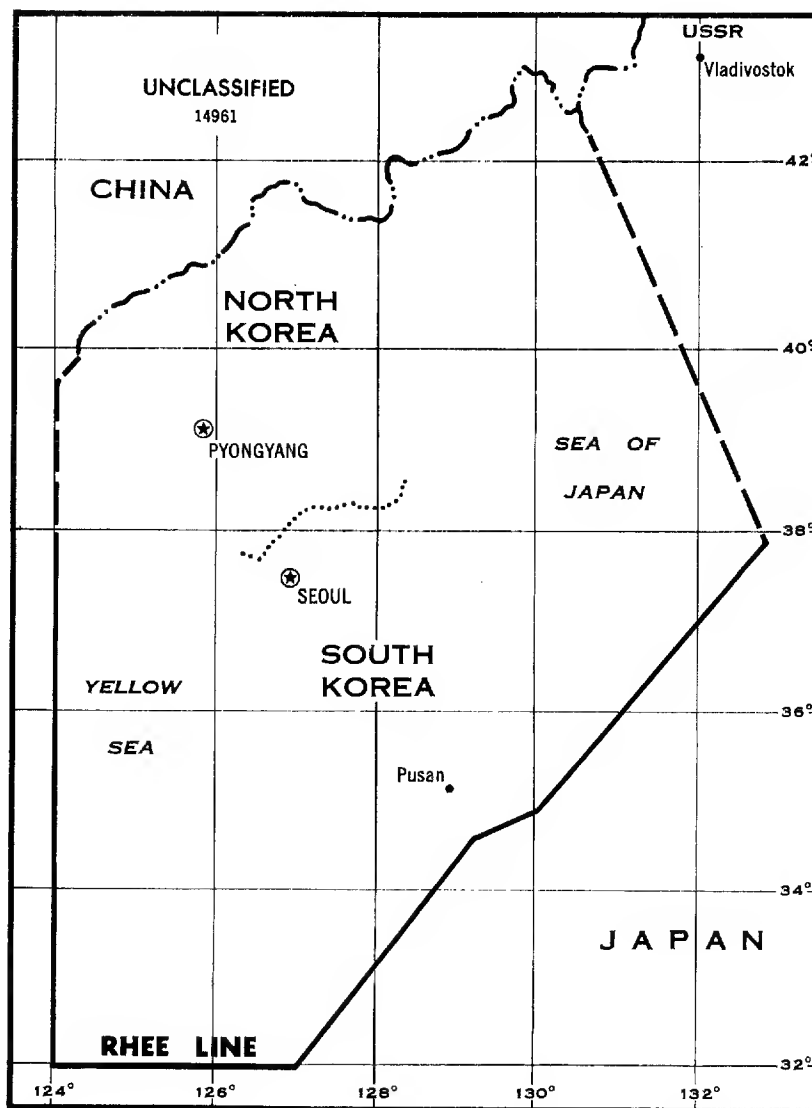 USSR
Vladivostok
UNCLASSIFIED
14961
42°
CHINA
NORTH
KOREA
40°
PYONGYANG
SEA OF
JAPAN
38°
SEOUL
SOUTH
KOREA
YELLOW
SEA
36°
Pusan
34°
JAPAN
RHEE LINE
32°
124°
126°
128°
130°
132°